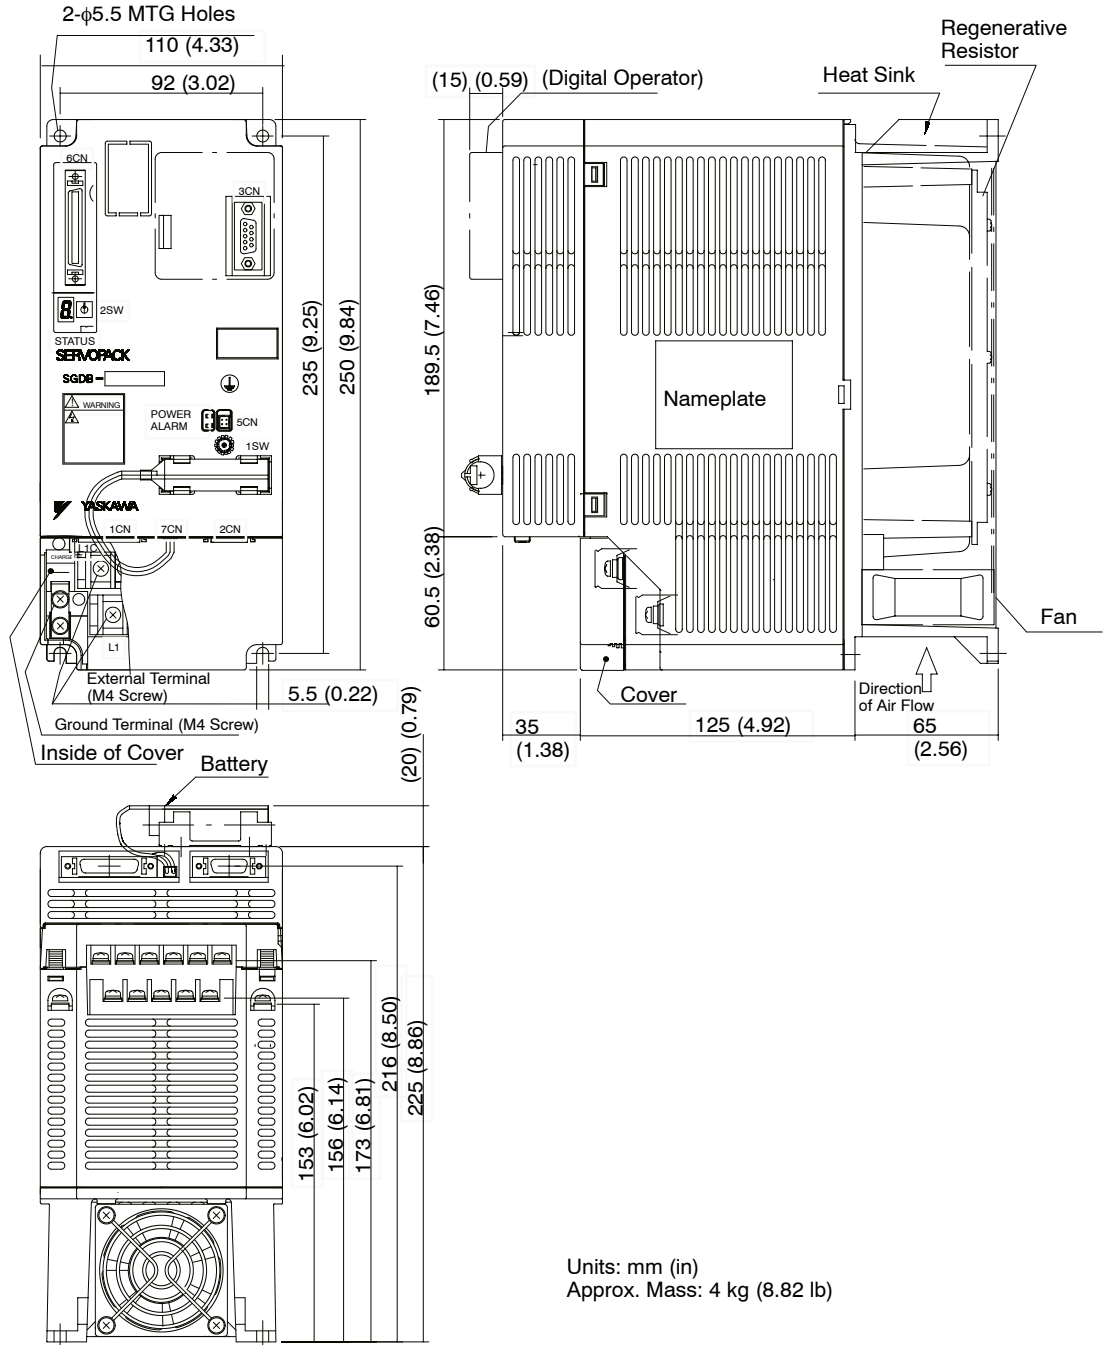 2-ϕ5.5 MTG Holes
110 (4.33)
92 (3.02)
6CN
3CN
8.
2SW
STATUS
SERVOPACK
SGDB-
WARNING
POWER
ALARM
5CN
1SW
YASKAWA
1CN
7CN
2CN
CHARGE
L1
235 (9.25)
250 (9.84)
External Terminal
(M4 Screw)
5.5 (0.22)
Ground Terminal (M4 Screw)
Inside of Cover
(15) (0.59)
(Digital Operator)
Heat Sink
Regenerative
Resistor
189.5 (7.46)
60.5 (2.38)
Nameplate
Fan
Cover
Direction
of Air Flow
35
(1.38)
125 (4.92)
65
(2.56)
(20) (0.79)
Battery
153 (6.02)
156 (6.14)
173 (6.81)
216 (8.50)
225 (8.86)
Units: mm (in)
Approx. Mass: 4 kg (8.82 lb)